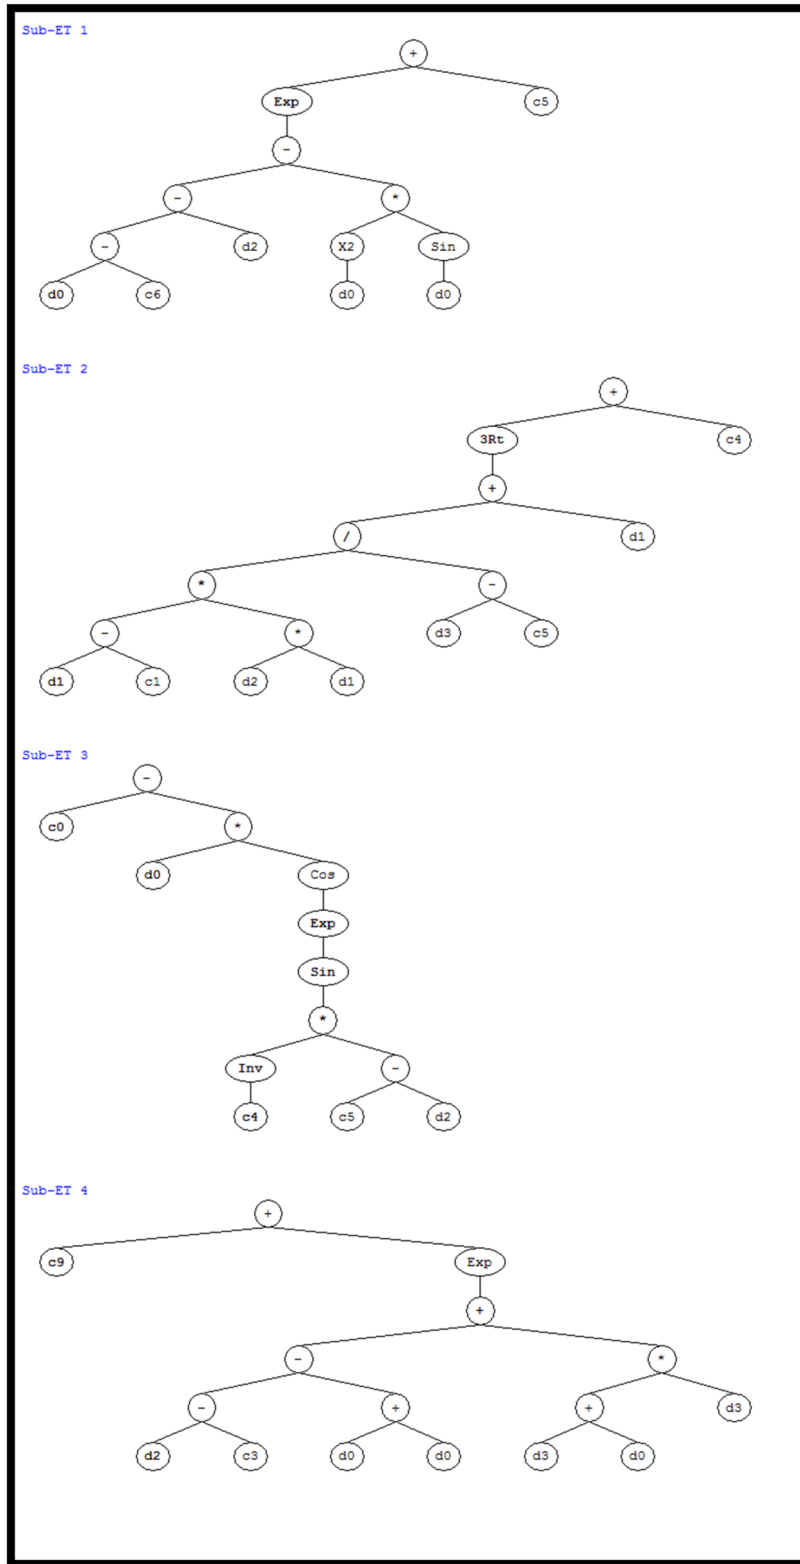 Sub-ET 1
+
Exp c5
-
- *
- d2 X2 Sin
d0 c6 d0 d0
Sub-ET 2
+
3Rt c4
+
/ d1
* -
- * d3 c5
d1 c1 d2 d1
Sub-ET 3
-
c0 *
d0 Cos
Exp
Sin
*
Inv -
c4 c5 d2
Sub-ET 4
+
c9 Exp
+
- *
- + + d3
d2 c3 d0 d0 d3 d0